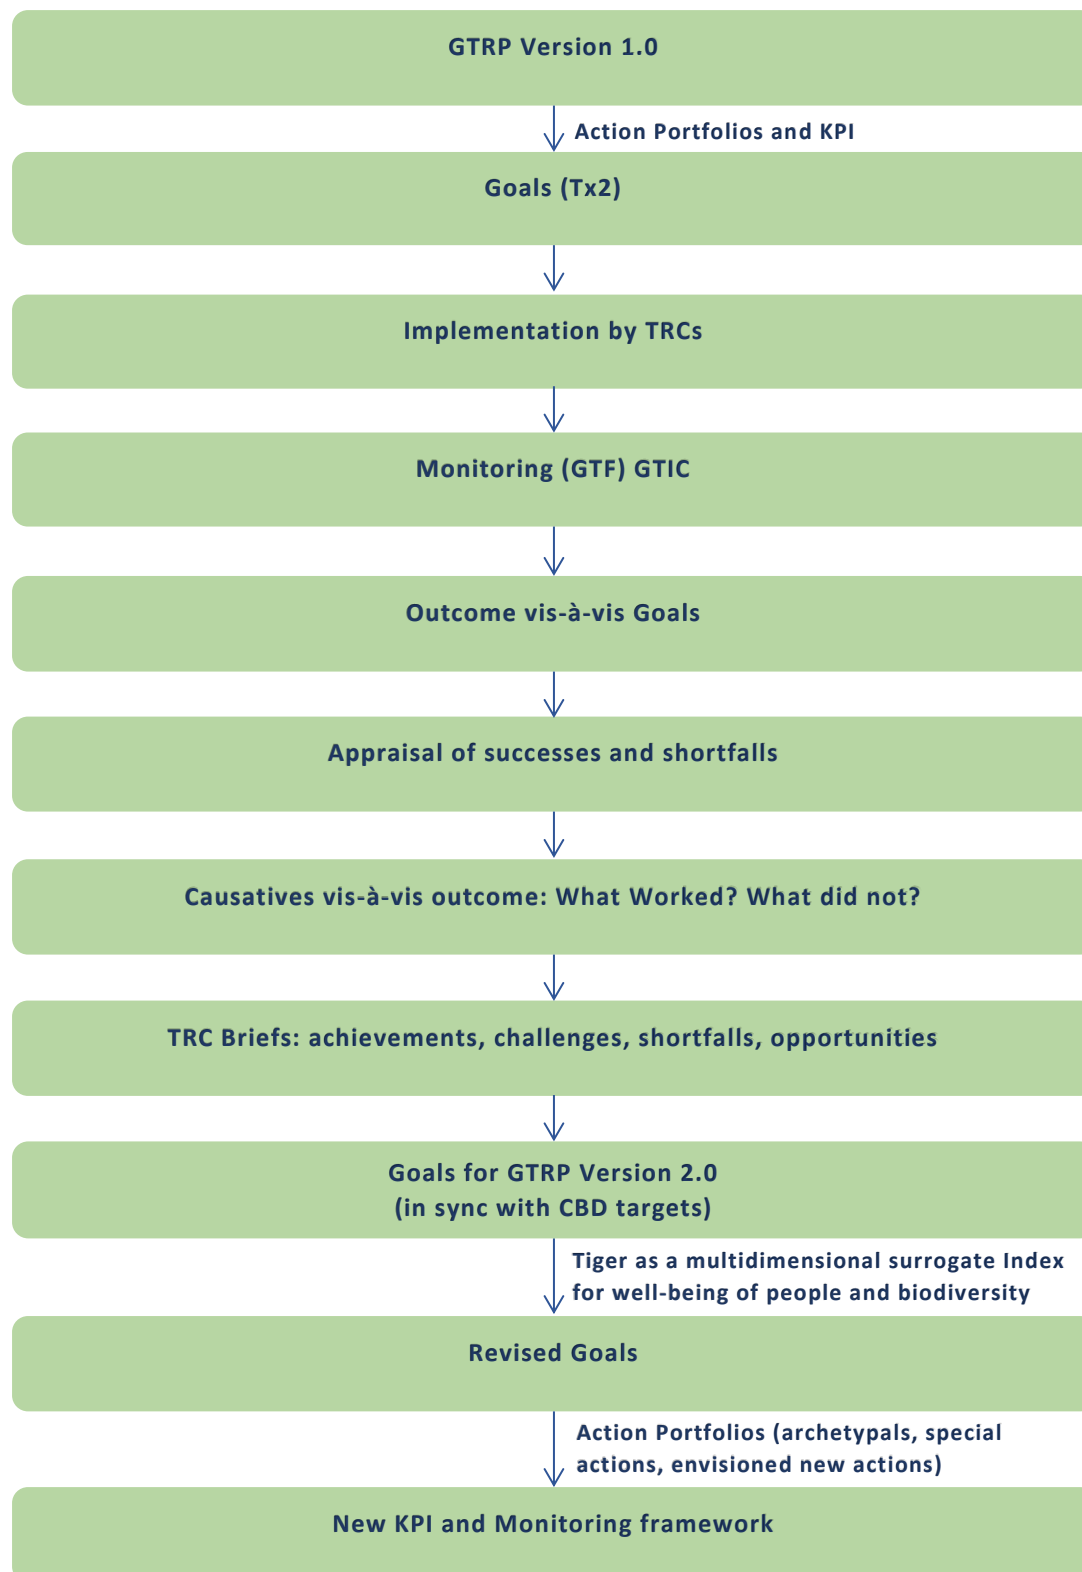 GTRP Version 1.0
Action Portfolios and KPI
Goals (Tx2)
Implementation by TRCs
Monitoring (GTF) GTIC
Outcome vis-à-vis Goals
Appraisal of successes and shortfalls
Causatives vis-à-vis outcome: What Worked? What did not?
TRC Briefs: achievements, challenges, shortfalls, opportunities
Goals for GTRP Version 2.0
(in sync with CBD targets)
Tiger as a multidimensional surrogate Index
for well-being of people and biodiversity
Revised Goals
Action Portfolios (archetypals, special
actions, envisioned new actions)
New KPI and Monitoring framework